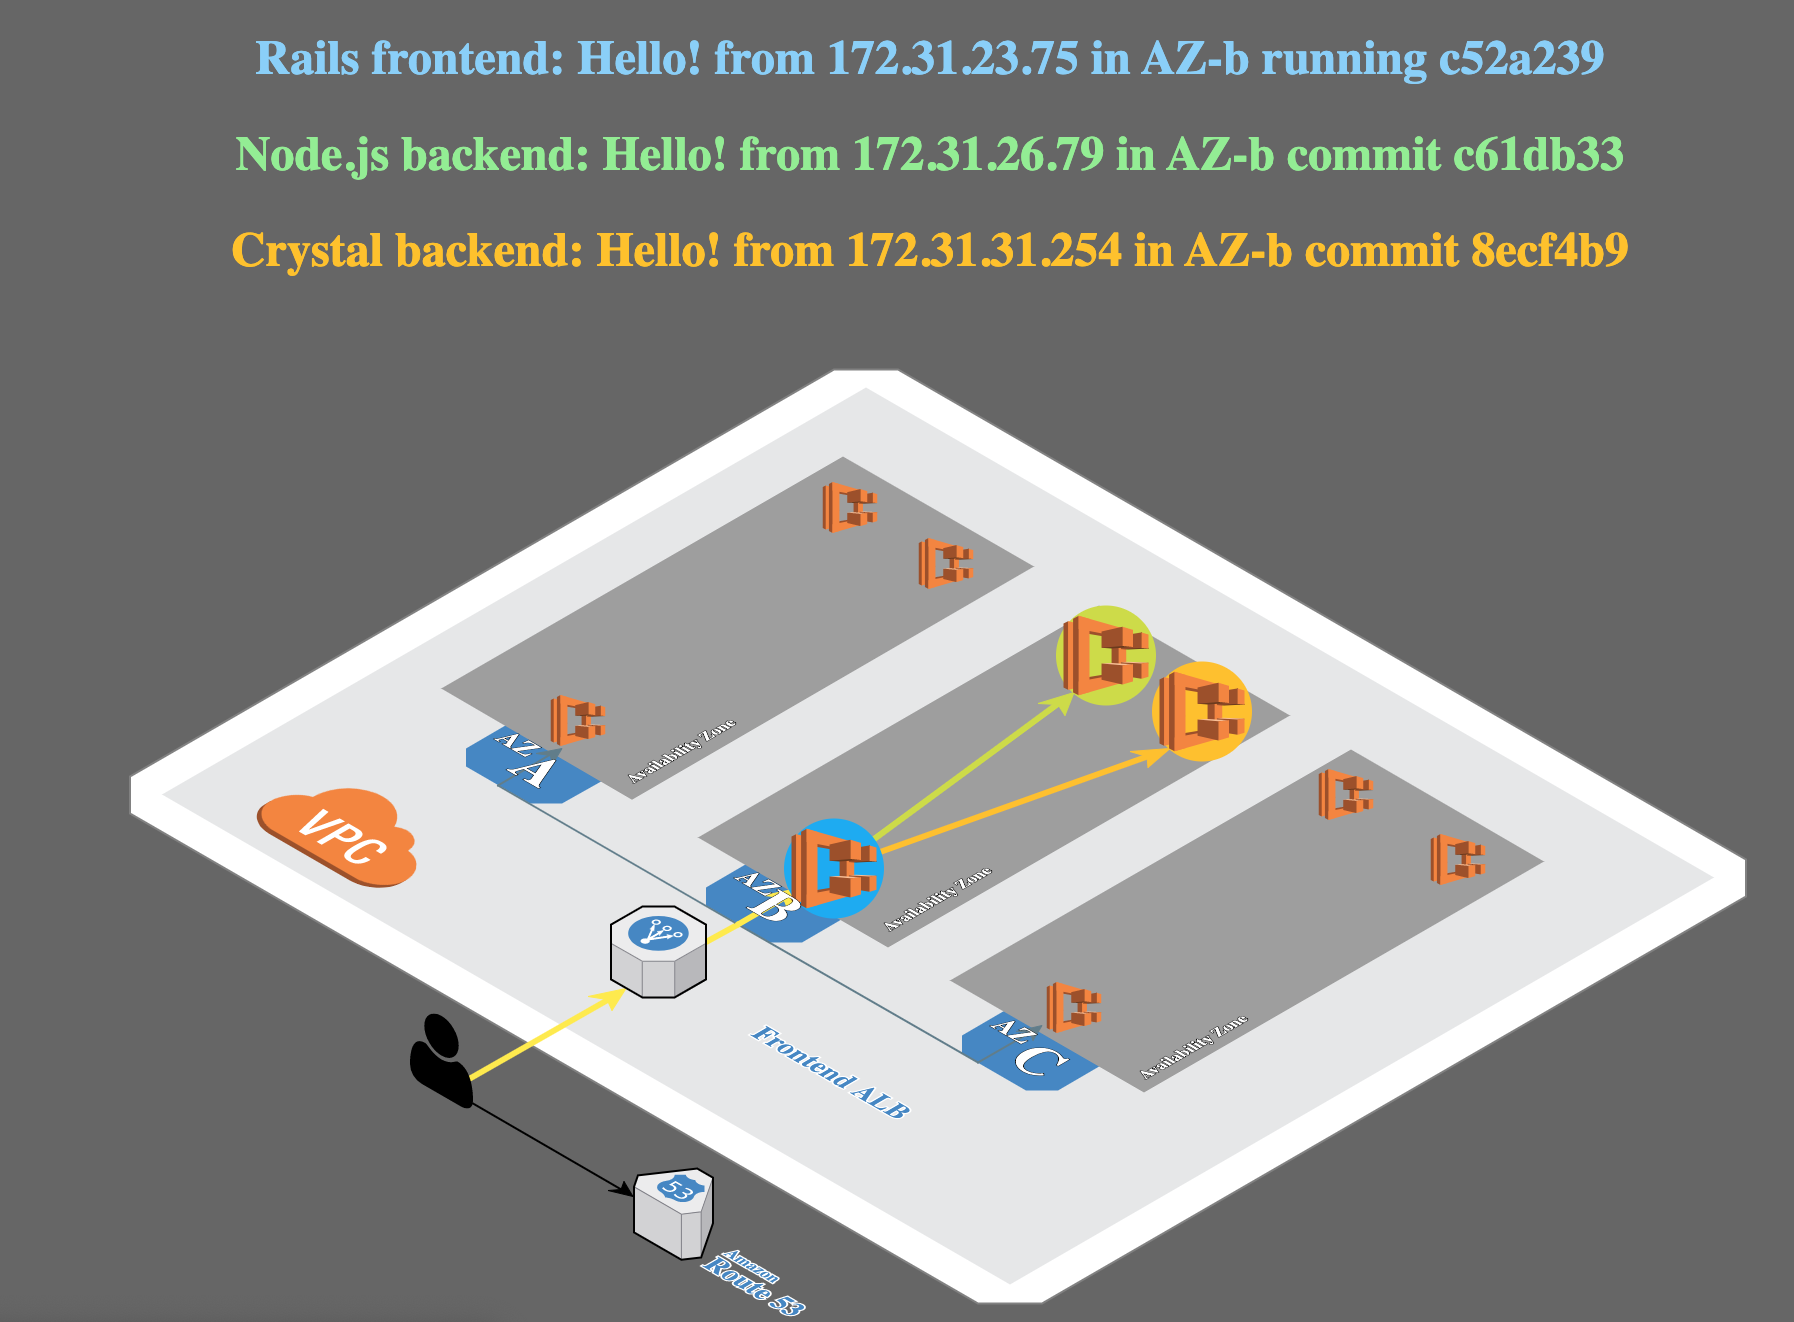 Rails frontend: Hello! from 172.31.23.75 in AZ-b running c52a239
Node.js backend: Hello! from 172.31.26.79 in AZ-b commit c61db33
Crystal backend: Hello! from 172.31.31.254 in AZ-b commit 8ecf4b9
Availability Zone
AZ A
VPC
Availability Zone
AZ B
Availability Zone
AZ C
Frontend ALB
53
Amazon
Route 53